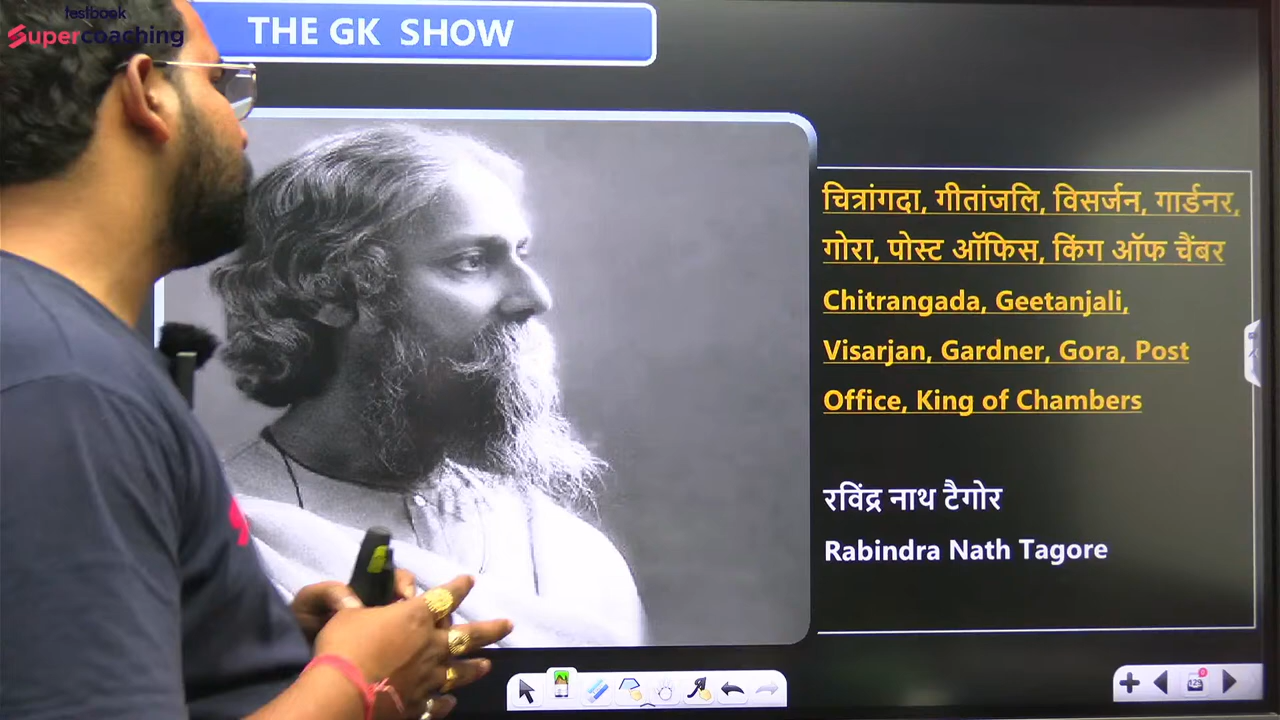 testbook
Supercoaching
THE GK SHOW
चित्रांगदा, गीतांजलि, विसर्जन, गार्डनर,
गोरा, पोस्ट ऑफिस, किंग ऑफ चैंबर
Chitrangada, Geetanjali,
Visarjan, Gardner, Gora, Post
Office, King of Chambers
रविंद्र नाथ टैगोर
Rabindra Nath Tagore